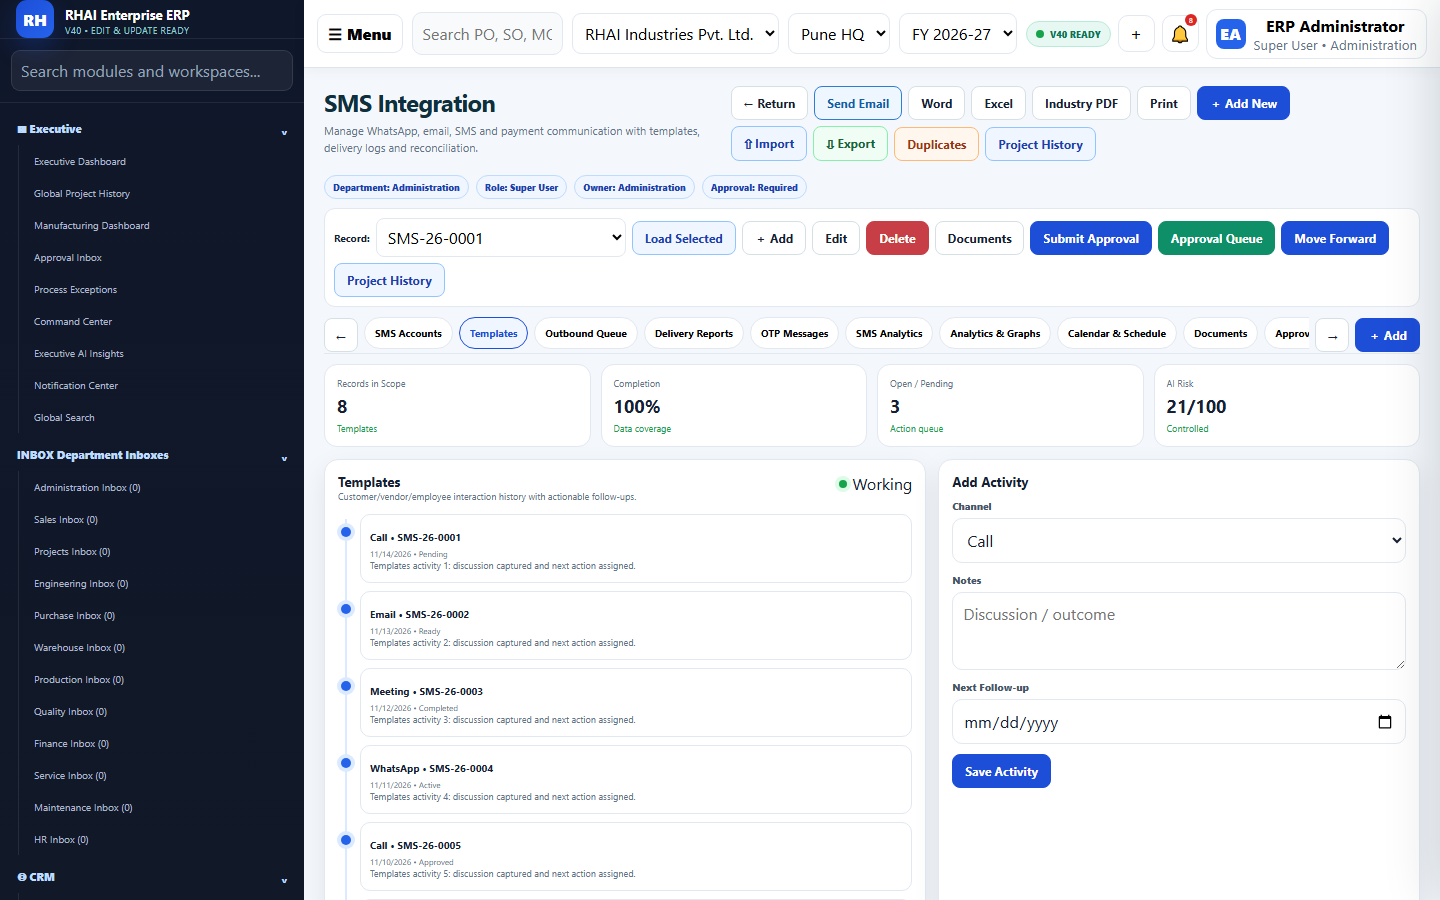 RH
RHAI Enterprise ERP
V40 • EDIT & UPDATE READY
Search modules and workspaces...
Executive
Executive Dashboard
Global Project History
Manufacturing Dashboard
Approval Inbox
Process Exceptions
Command Center
Executive AI Insights
Notification Center
Global Search
INBOX Department Inboxes
Administration Inbox (0)
Sales Inbox (0)
Projects Inbox (0)
Engineering Inbox (0)
Purchase Inbox (0)
Warehouse Inbox (0)
Production Inbox (0)
Quality Inbox (0)
Finance Inbox (0)
Service Inbox (0)
Maintenance Inbox (0)
HR Inbox (0)
CRM
☰ Menu
Search PO, SO, MO
RHAI Industries Pvt. Ltd.
Pune HQ
FY 2026-27
V40 READY
+
8
EA
ERP Administrator
Super User • Administration
SMS Integration
Manage WhatsApp, email, SMS and payment communication with templates,
delivery logs and reconciliation.
← Return
Send Email
Word
Excel
Industry PDF
Print
+ Add New
⇧ Import
⇩ Export
Duplicates
Project History
Department: Administration
Role: Super User
Owner: Administration
Approval: Required
Record:
SMS-26-0001
Load Selected
+ Add
Edit
Delete
Documents
Submit Approval
Approval Queue
Move Forward
Project History
←
SMS Accounts
Templates
Outbound Queue
Delivery Reports
OTP Messages
SMS Analytics
Analytics & Graphs
Calendar & Schedule
Documents
Approv
→
+ Add
Records in Scope
8
Templates
Completion
100%
Data coverage
Open / Pending
3
Action queue
AI Risk
21/100
Controlled
Templates
Customer/vendor/employee interaction history with actionable follow-ups.
Working
Call • SMS-26-0001
11/14/2026 • Pending
Templates activity 1: discussion captured and next action assigned.
Email • SMS-26-0002
11/13/2026 • Ready
Templates activity 2: discussion captured and next action assigned.
Meeting • SMS-26-0003
11/12/2026 • Completed
Templates activity 3: discussion captured and next action assigned.
WhatsApp • SMS-26-0004
11/11/2026 • Active
Templates activity 4: discussion captured and next action assigned.
Call • SMS-26-0005
11/10/2026 • Approved
Templates activity 5: discussion captured and next action assigned.
Add Activity
Channel
Call
Notes
Discussion / outcome
Next Follow-up
mm/dd/yyyy
Save Activity